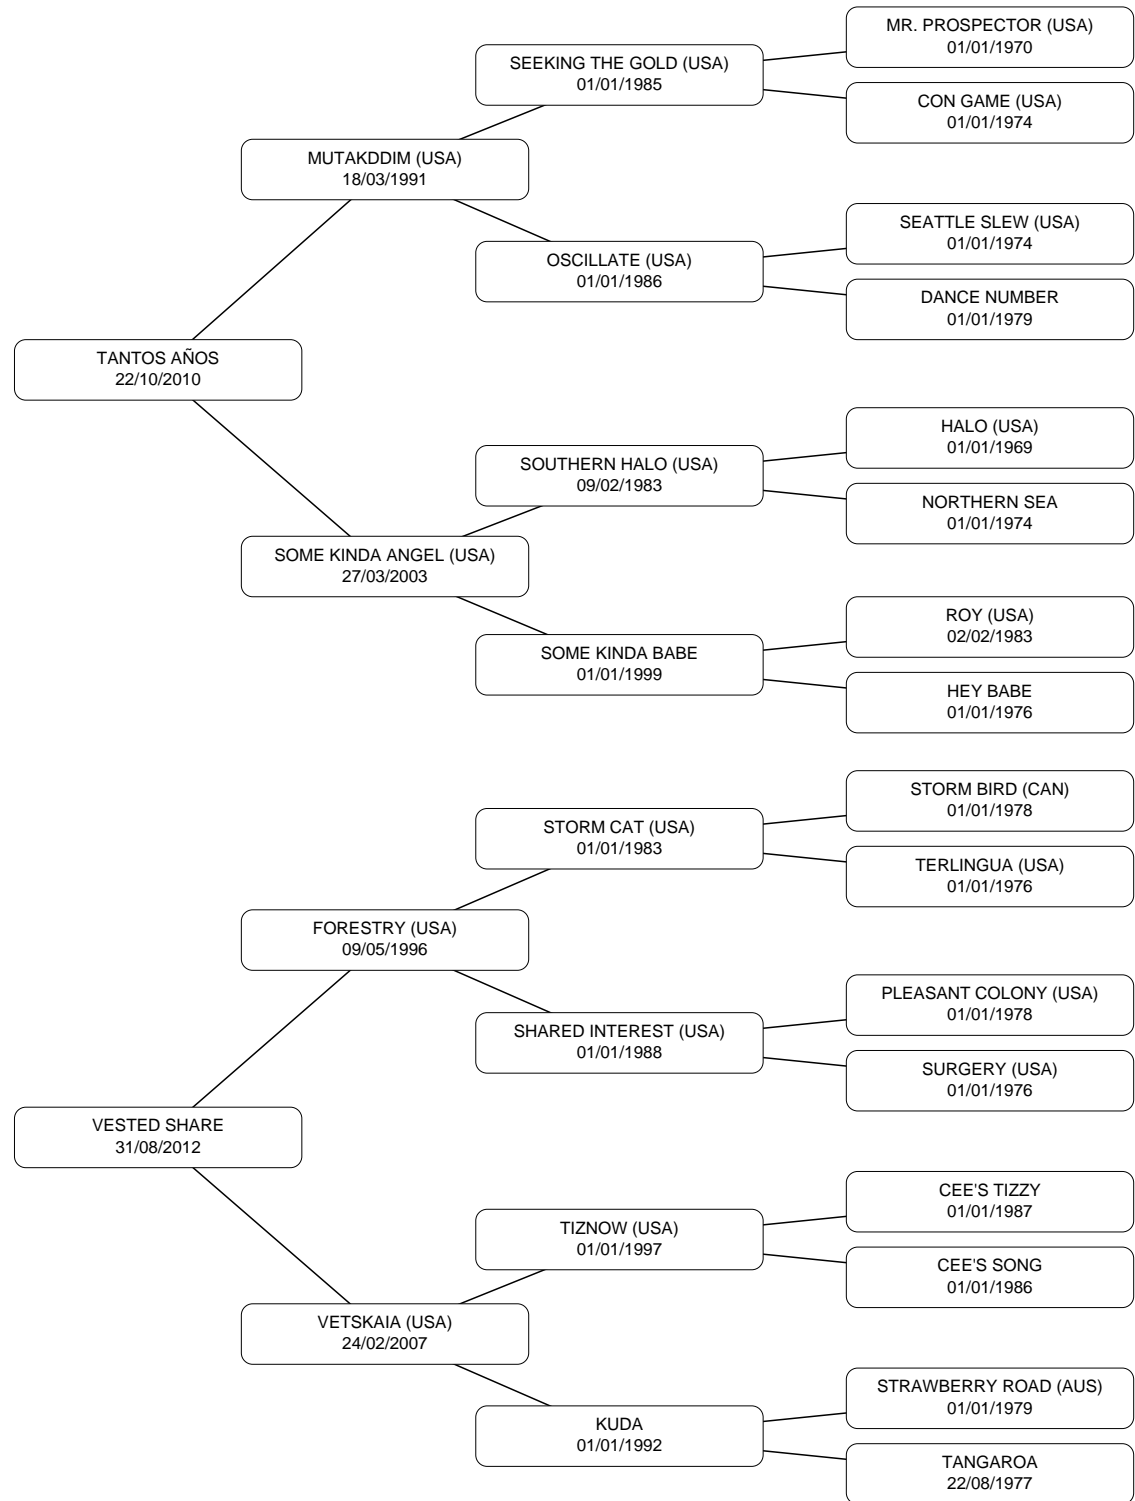 MR. PROSPECTOR (USA)
01/01/1970
SEEKING THE GOLD (USA)
01/01/1985
CON GAME (USA)
01/01/1974
MUTAKDDIM (USA)
18/03/1991
SEATTLE SLEW (USA)
01/01/1974
OSCILLATE (USA)
01/01/1986
DANCE NUMBER
01/01/1979
TANTOS AÑOS
22/10/2010
HALO (USA)
01/01/1969
SOUTHERN HALO (USA)
09/02/1983
NORTHERN SEA
01/01/1974
SOME KINDA ANGEL (USA)
27/03/2003
ROY (USA)
02/02/1983
SOME KINDA BABE
01/01/1999
HEY BABE
01/01/1976
STORM BIRD (CAN)
01/01/1978
STORM CAT (USA)
01/01/1983
TERLINGUA (USA)
01/01/1976
FORESTRY (USA)
09/05/1996
PLEASANT COLONY (USA)
01/01/1978
SHARED INTEREST (USA)
01/01/1988
SURGERY (USA)
01/01/1976
VESTED SHARE
31/08/2012
CEE'S TIZZY
01/01/1987
TIZNOW (USA)
01/01/1997
CEE'S SONG
01/01/1986
VETSKAIA (USA)
24/02/2007
STRAWBERRY ROAD (AUS)
01/01/1979
KUDA
01/01/1992
TANGAROA
22/08/1977